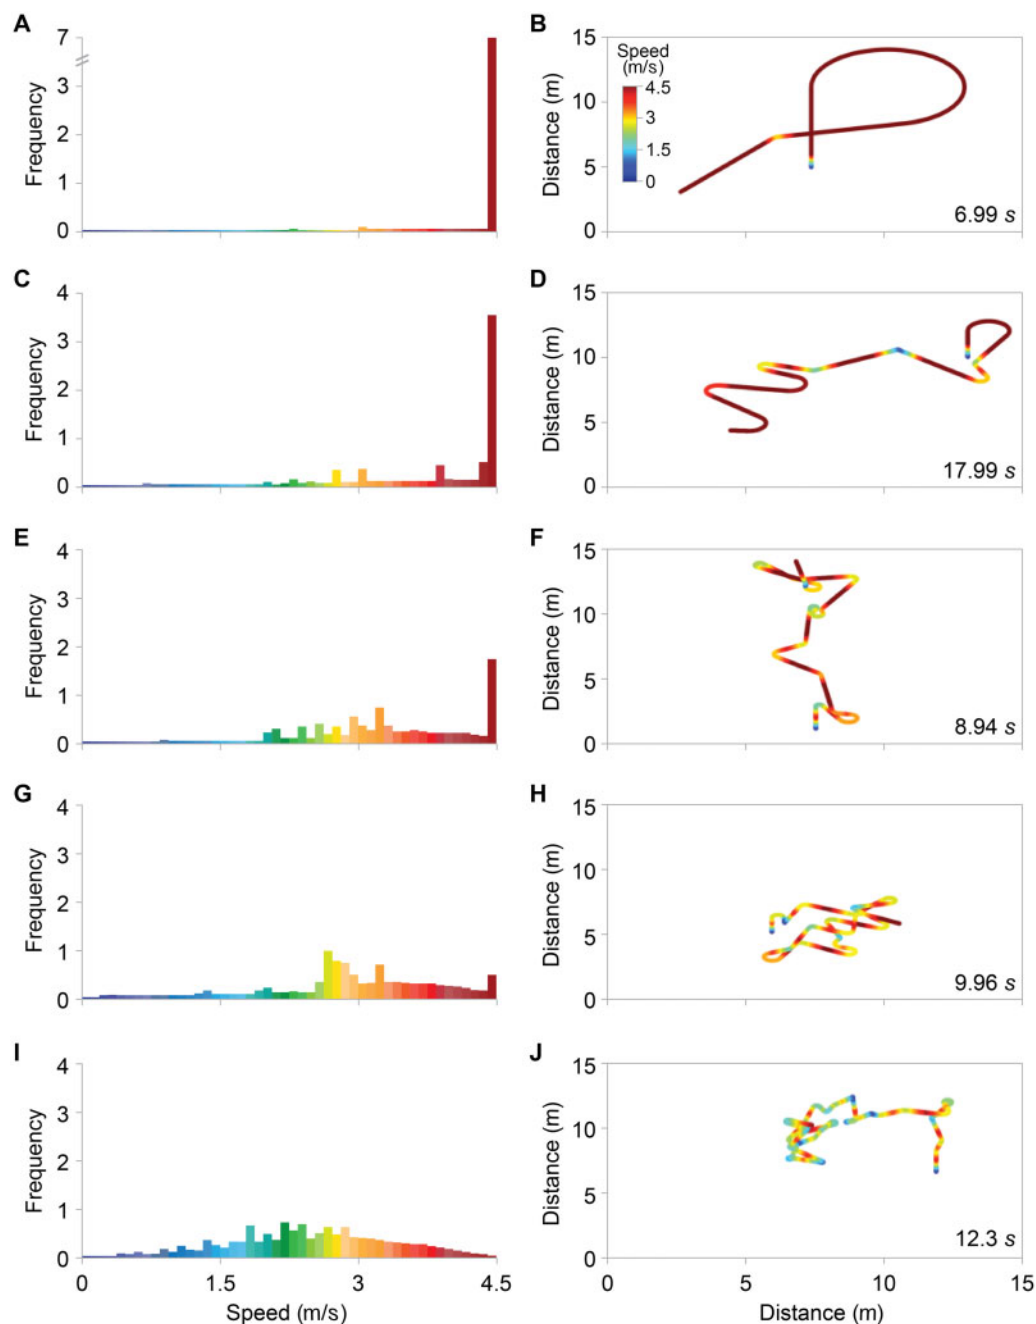 A
Frequency
7
3
2
1
0
B
Distance (m)
15
10
5
0
Speed
(m/s)
4.5
3
1.5
0
6.99 s
C
Frequency
4
3
2
1
0
D
Distance (m)
15
10
5
0
17.99 s
E
Frequency
4
3
2
1
0
F
Distance (m)
15
10
5
0
8.94 s
G
Frequency
4
3
2
1
0
H
Distance (m)
15
10
5
0
9.96 s
I
Frequency
4
3
2
1
0
0 1.5 3 4.5
Speed (m/s)
J
Distance (m)
15
10
5
0
12.3 s
0 5 10 15
Distance (m)